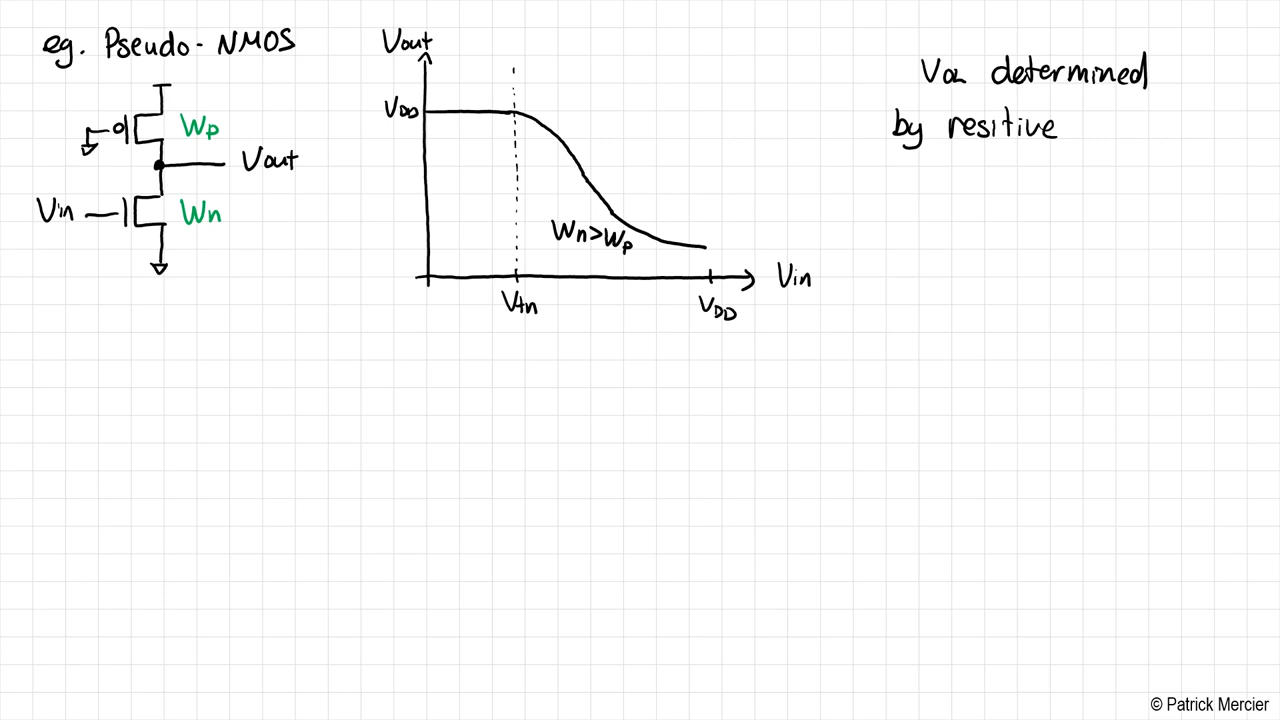 eg. Pseudo-NMOS
Wp
Vout
Vin
Wn
Vout
VDD
Wn>Wp
Vin
Vtn
VDD
VOL determined
by resitive
© Patrick Mercier